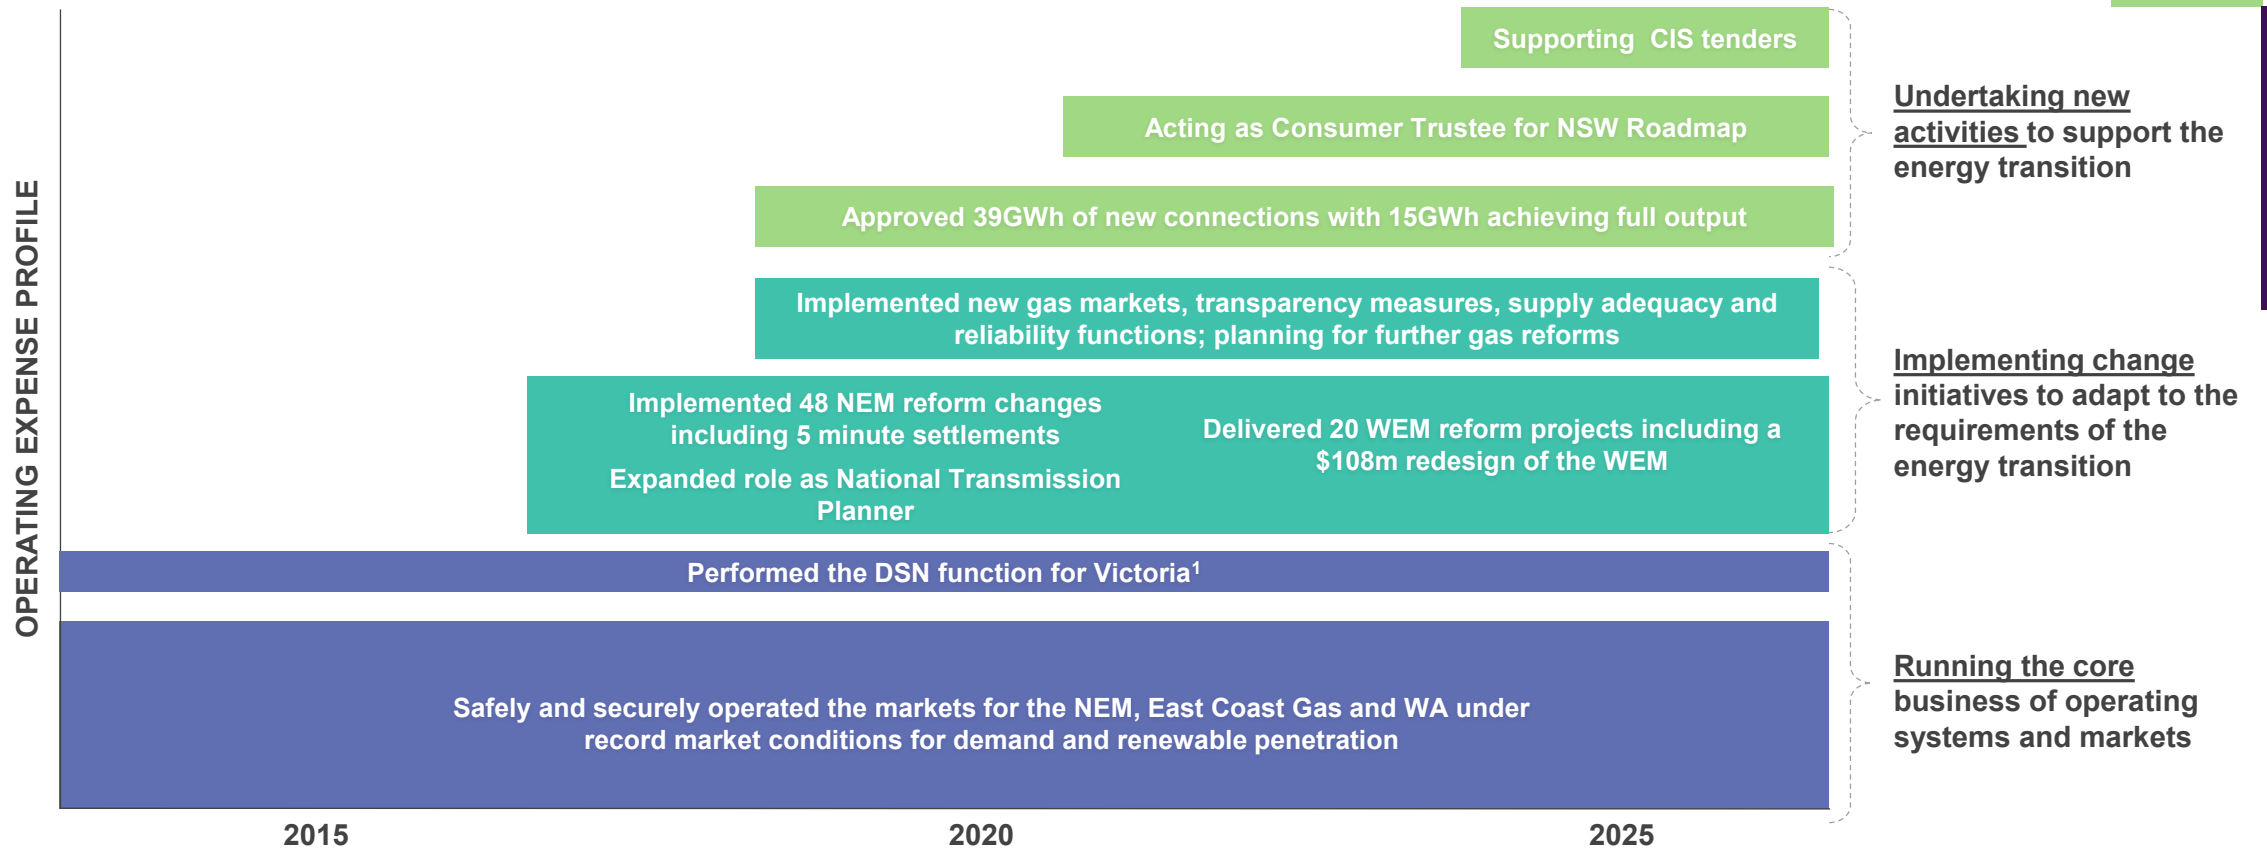 OPERATING EXPENSE PROFILE
Supporting CIS tenders
Acting as Consumer Trustee for NSW Roadmap
Approved 39GWh of new connections with 15GWh achieving full output
Undertaking new
activities to support the
energy transition
Implemented new gas markets, transparency measures, supply adequacy and
reliability functions; planning for further gas reforms
Implemented 48 NEM reform changes
including 5 minute settlements
Expanded role as National Transmission
Planner
Delivered 20 WEM reform projects including a
$108m redesign of the WEM
Implementing change
initiatives to adapt to the
requirements of the
energy transition
Performed the DSN function for Victoria¹
Safely and securely operated the markets for the NEM, East Coast Gas and WA under
record market conditions for demand and renewable penetration
Running the core
business of operating
systems and markets
2015
2020
2025